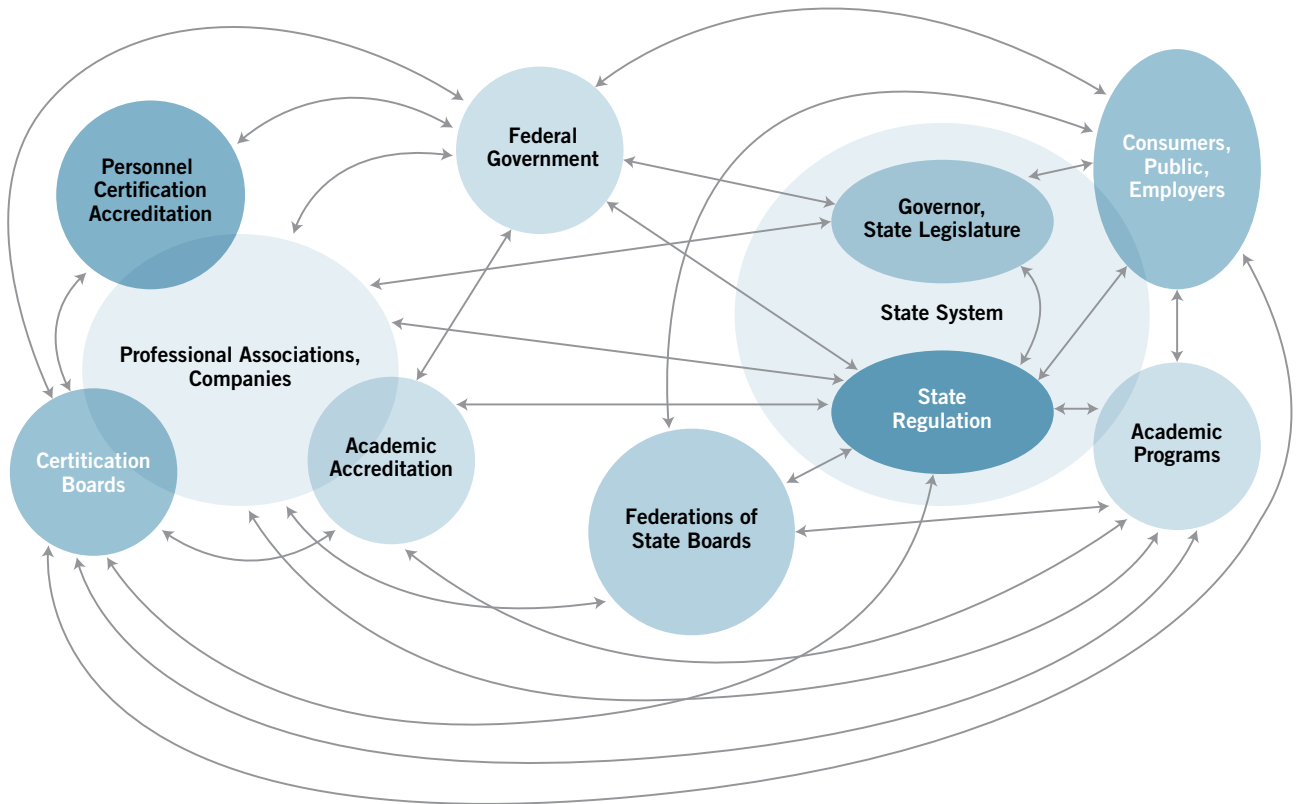 Federal
Government
Personnel
Certification
Accreditation
Consumers,
Public,
Employers
Governor,
State Legislature
State System
Professional Associations,
Companies
State
Regulation
Academic
Accreditation
Academic
Programs
Certitication
Boards
Federations of
State Boards